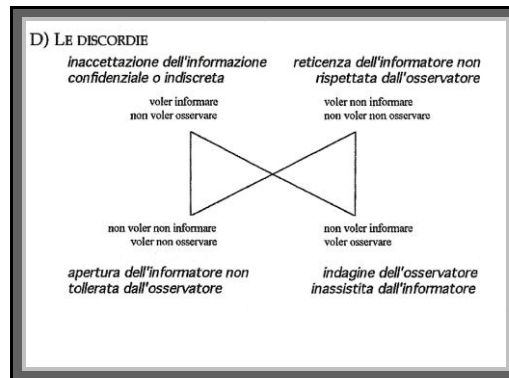 D) LE DISCORDIE
inaccettazione dell'informazione
confidenziale o indiscreta
reticenza dell'informatore non
rispettata dall'osservatore
voler informare
non voler osservare
voler non informare
non voler non osservare
non voler non informare
voler non osservare
non voler informare
voler osservare
apertura dell'informatore non
tollerata dall'osservatore
indagine dell'osservatore
inassistita dall'informatore